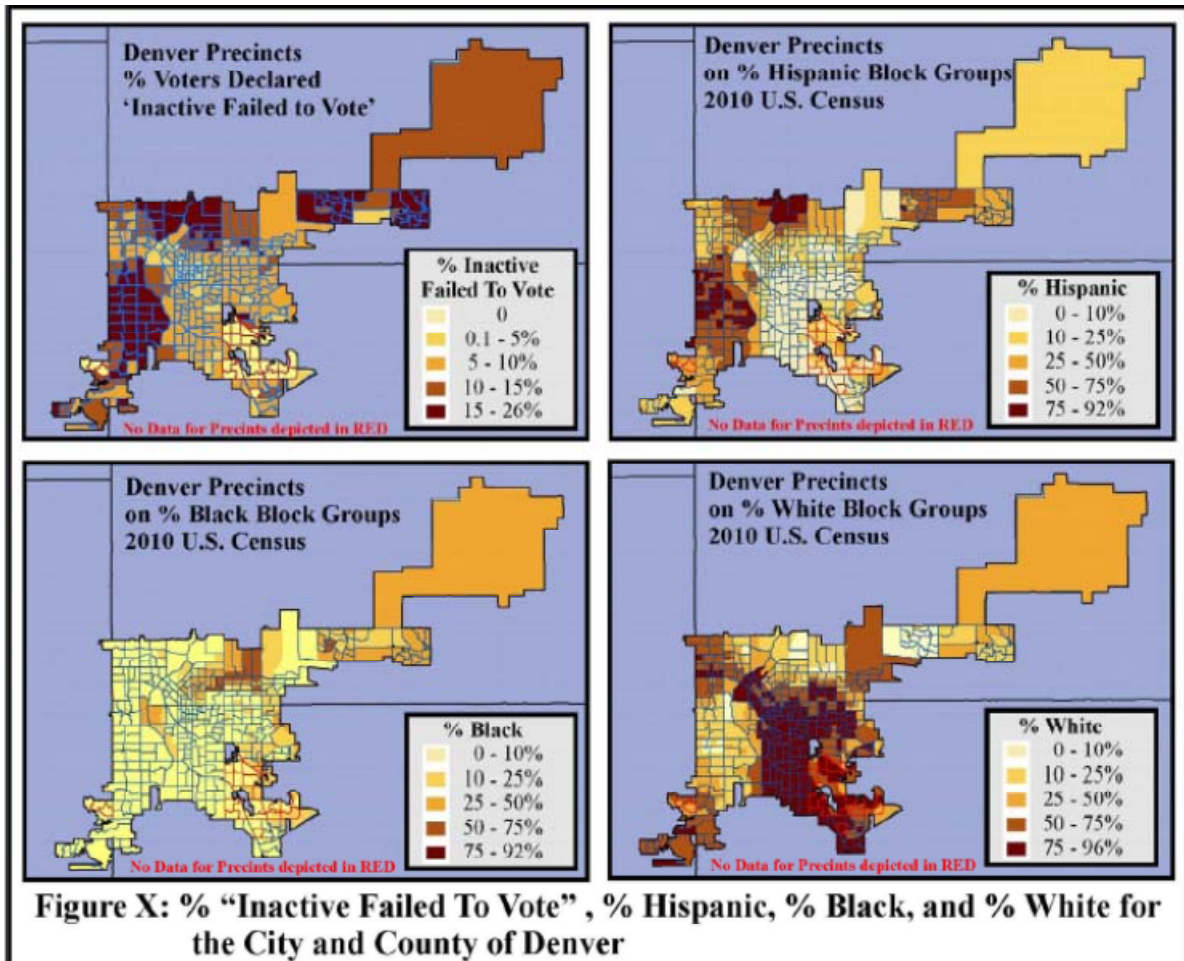 Denver Precincts
% Voters Declared
'Inactive Failed to Vote'
% Inactive
Failed To Vote
0
0.1 - 5%
5 - 10%
10 - 15%
15 - 26%
No Data for Precints depicted in RED
Denver Precincts
on % Hispanic Block Groups
2010 U.S. Census
% Hispanic
0 - 10%
10 - 25%
25 - 50%
50 - 75%
75 - 92%
No Data for Precints depicted in RED
Denver Precincts
on % Black Block Groups
2010 U.S. Census
% Black
0 - 10%
10 - 25%
25 - 50%
50 - 75%
75 - 92%
No Data for Precints depicted in RED
Denver Precincts
on % White Block Groups
2010 U.S. Census
% White
0 - 10%
10 - 25%
25 - 50%
50 - 75%
75 - 96%
No Data for Precints depicted in RED
Figure X: % "Inactive Failed To Vote" , % Hispanic, % Black, and % White for
the City and County of Denver